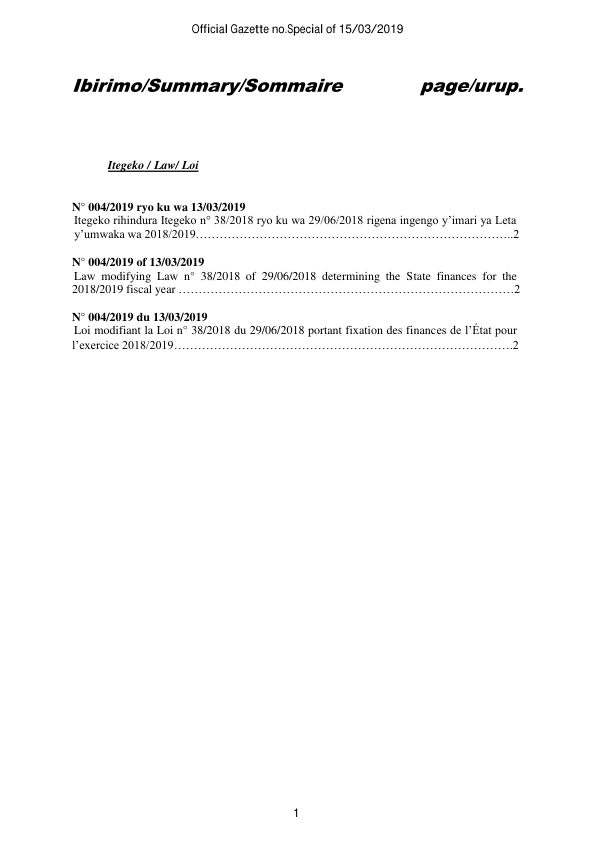 Official Gazette no.Special of 15/03/2019
Ibirimo/Summary/Sommaire page/urup.
Itegeko / Law/ Loi
N° 004/2019 ryo ku wa 13/03/2019
Itegeko rihindura Itegeko n° 38/2018 ryo ku wa 29/06/2018 rigena ingengo y’imari ya Leta
y’umwaka wa 2018/2019……………………………………………………………………..2
N° 004/2019 of 13/03/2019
Law modifying Law n° 38/2018 of 29/06/2018 determining the State finances for the
2018/2019 fiscal year …………………………………………………………………………2
N° 004/2019 du 13/03/2019
Loi modifiant la Loi n° 38/2018 du 29/06/2018 portant fixation des finances de l’État pour
l’exercice 2018/2019………………………………………………………………………….2
1